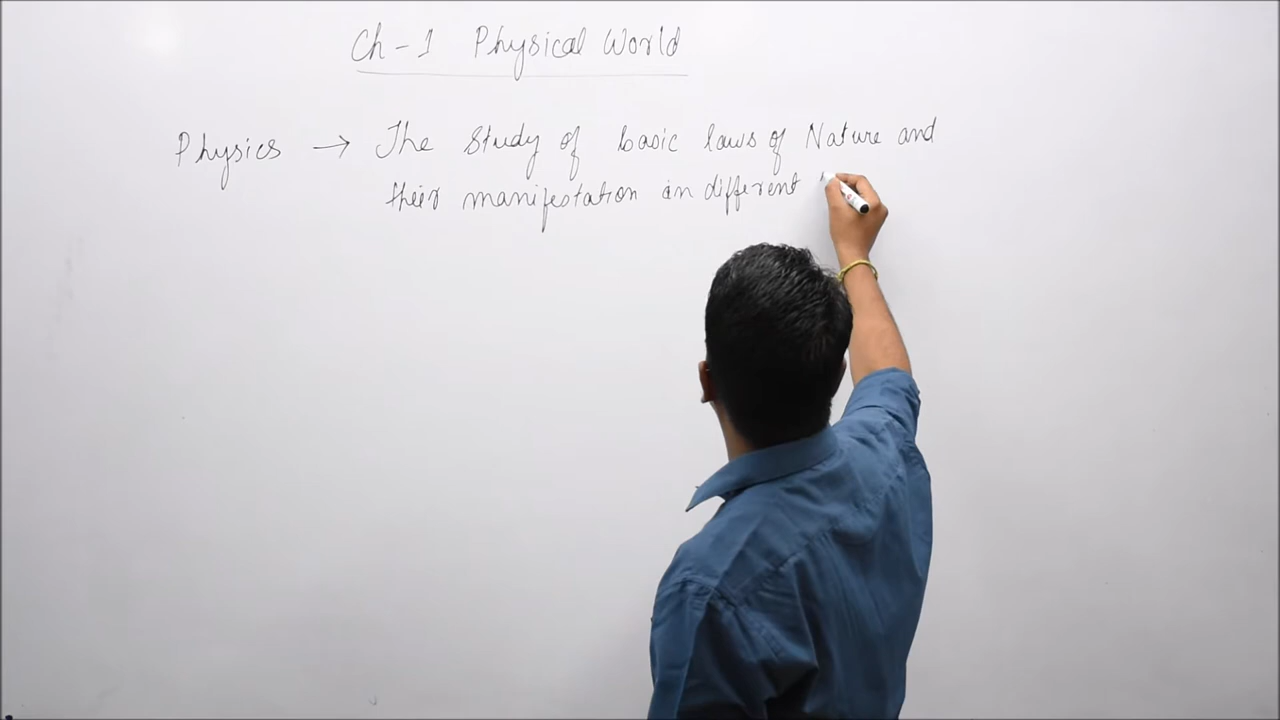 Ch-1 Physical World
Physics → The Study of basic laws of Nature and
their manifestation in different